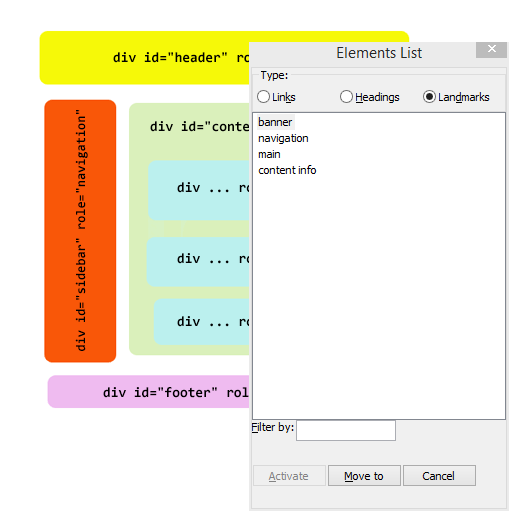 div id="header" ro
div id="sidebar" role="navigation"
div id="conte
div ... ro
div ... ro
div ... ro
div id="footer" rol
Elements List
Type:
Links
Headings
Landmarks
banner
navigation
main
content info
Filter by:
Activate
Move to
Cancel